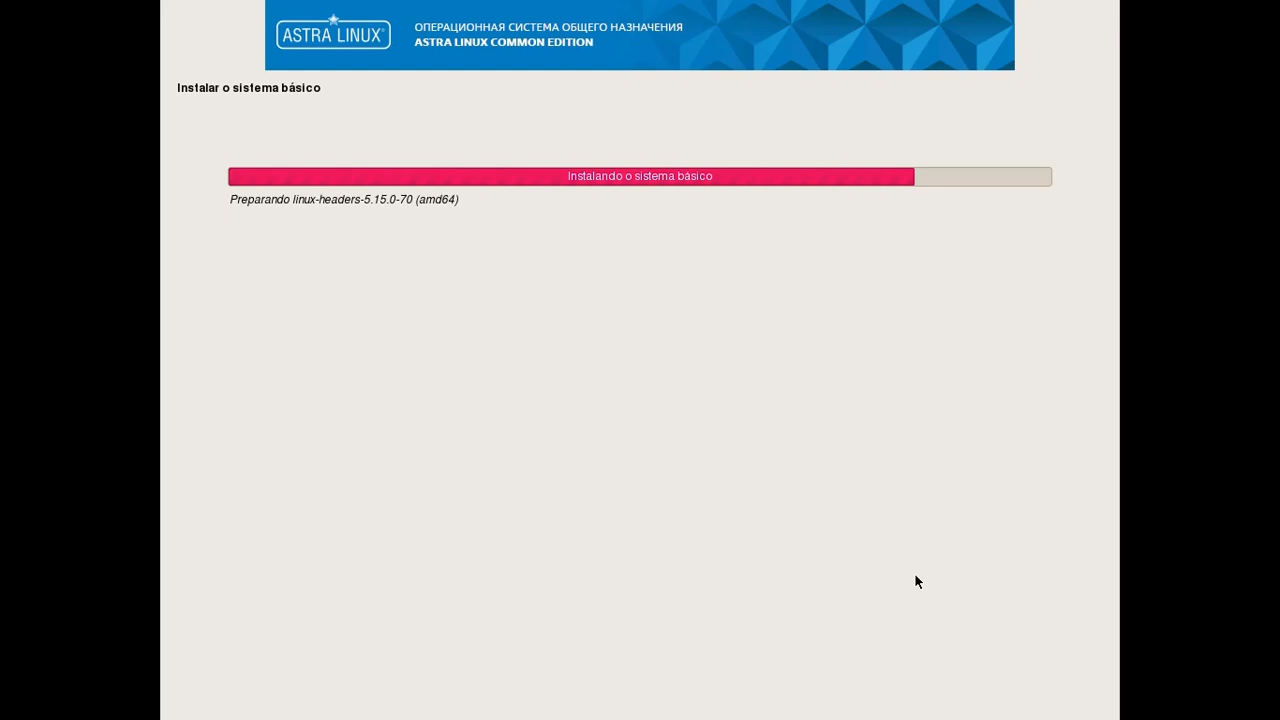 ASTRA LINUX®
ОПЕРАЦИОННАЯ СИСТЕМА ОБЩЕГО НАЗНАЧЕНИЯ
ASTRA LINUX COMMON EDITION
Instalar o sistema básico
Instalando o sistema básico
Preparando linux-headers-5.15.0-70 (amd64)